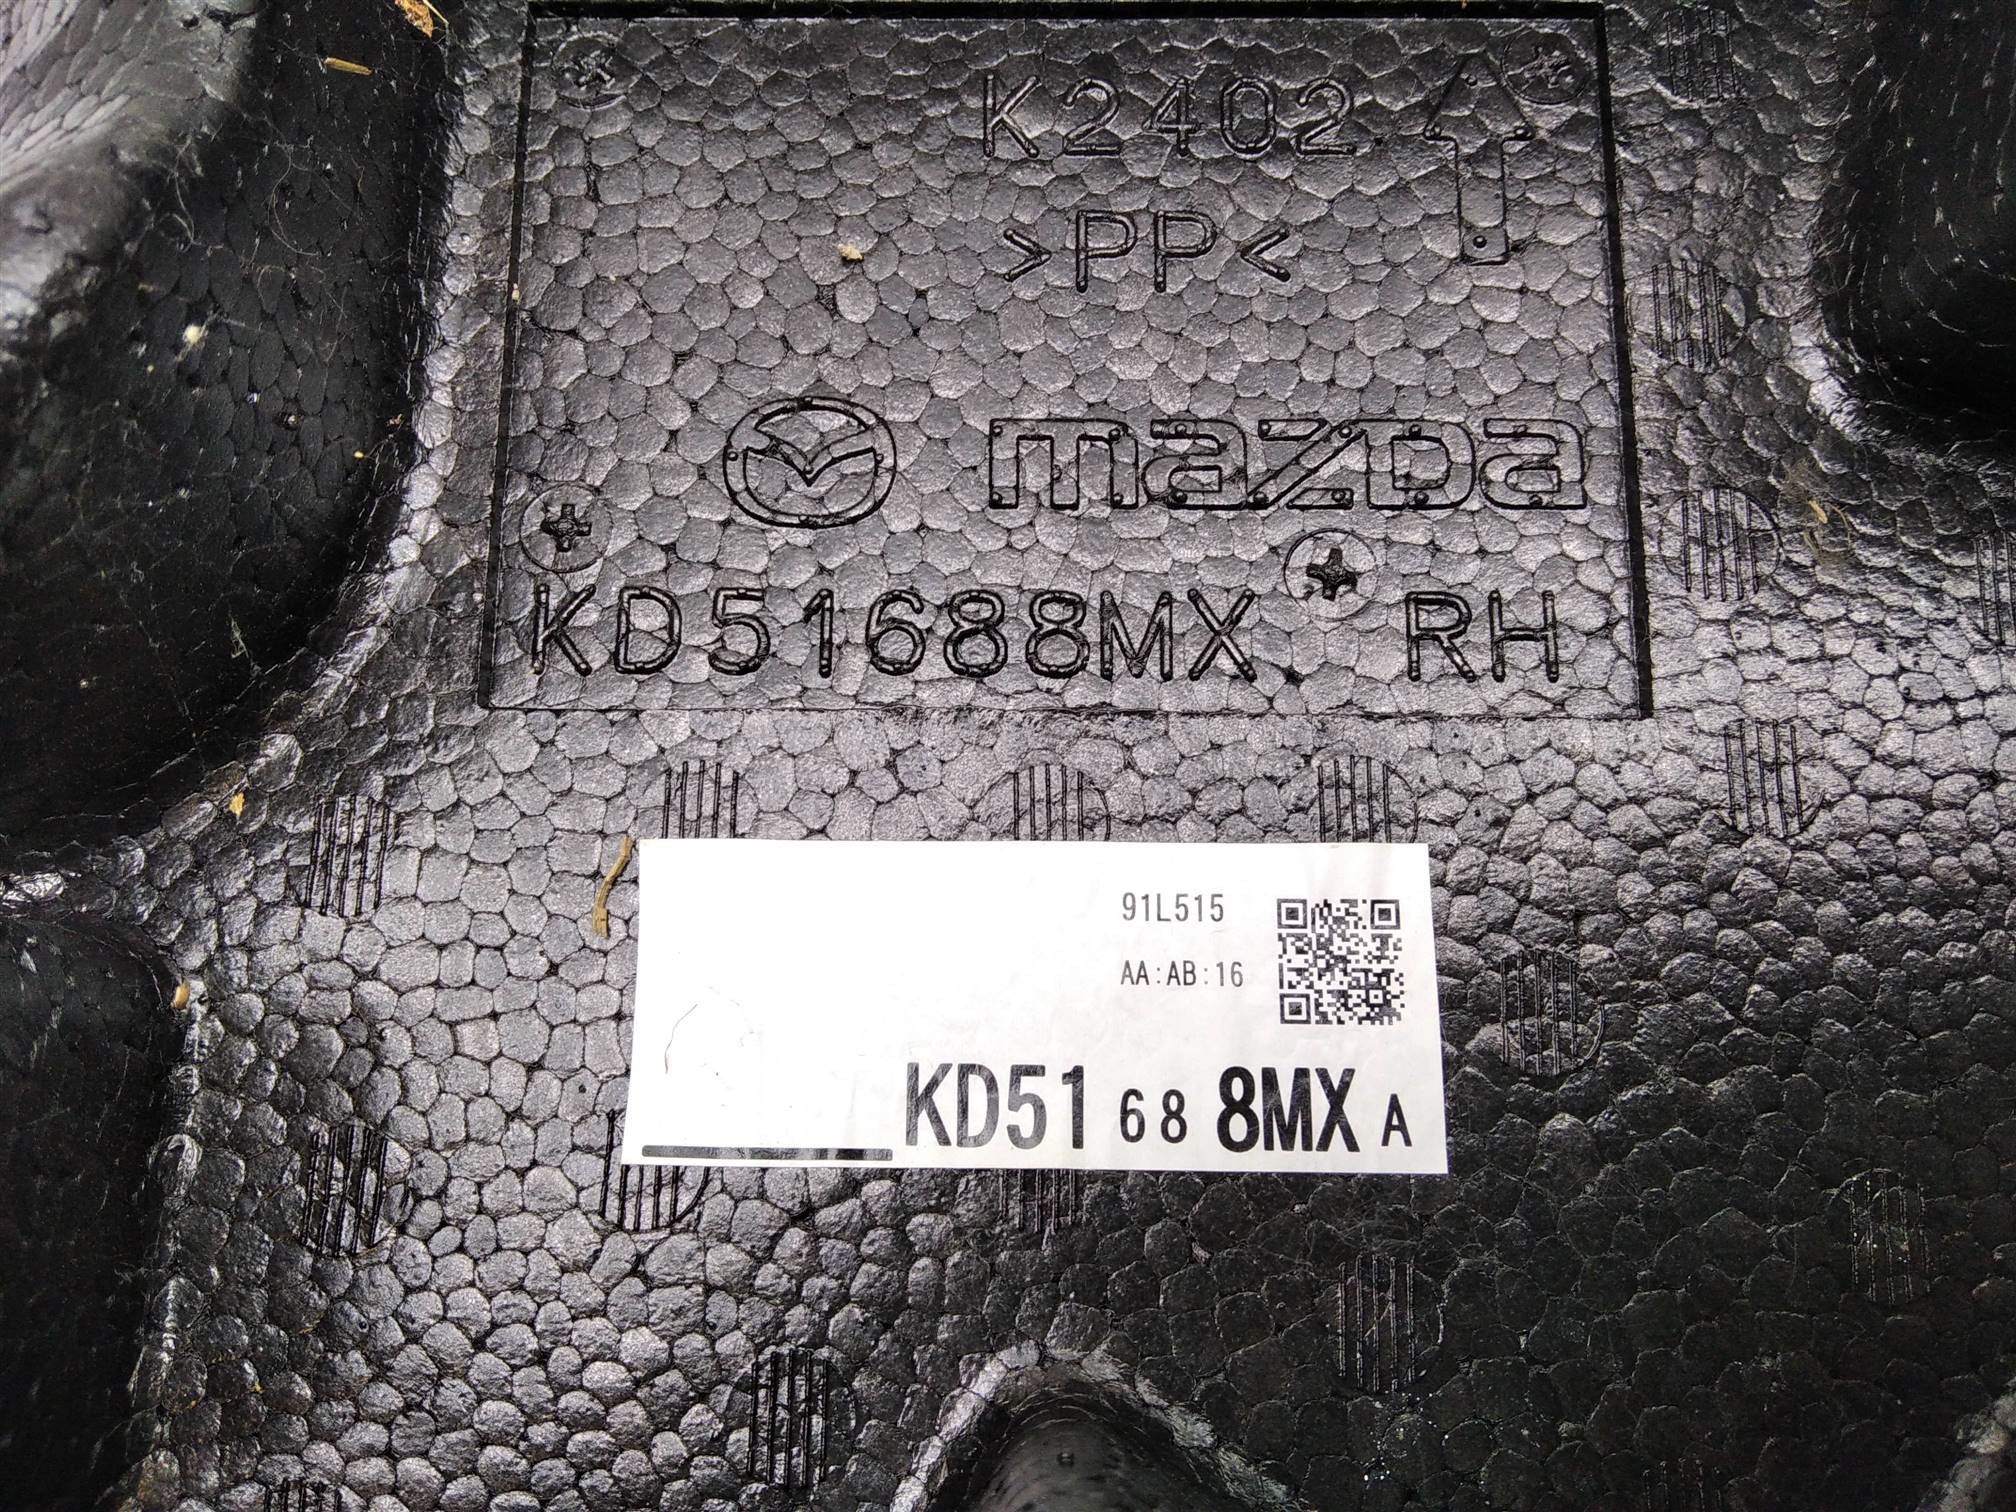 K2402
>PP<
mazda
KD51688MX RH
91L515
AA:AB:16
KD51 68 8MX A